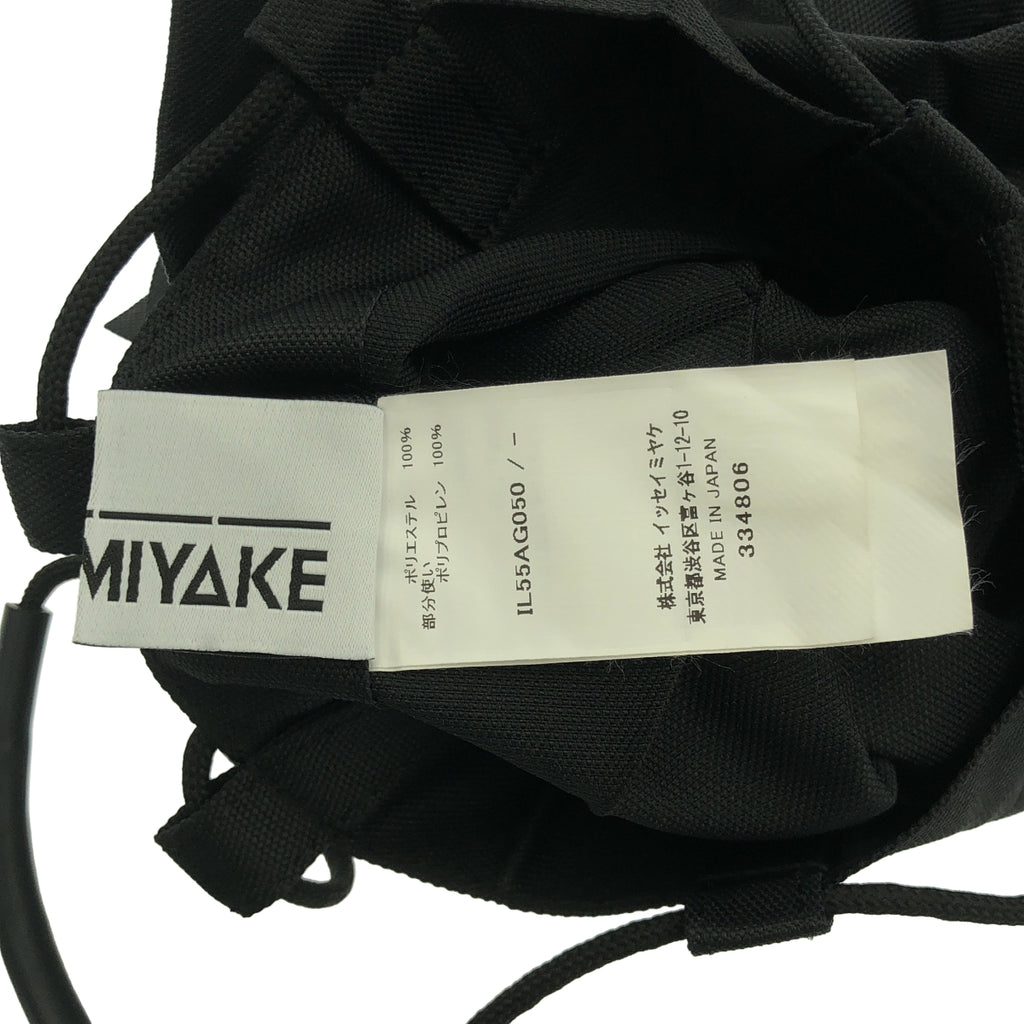 MIYAKE
ポリエステル 100%
部分使い
ポリプロピレン 100%
IL55AG050 / -
株式会社 イッセイミヤケ
東京都渋谷区富ヶ谷1-12-10
MADE IN JAPAN
334806